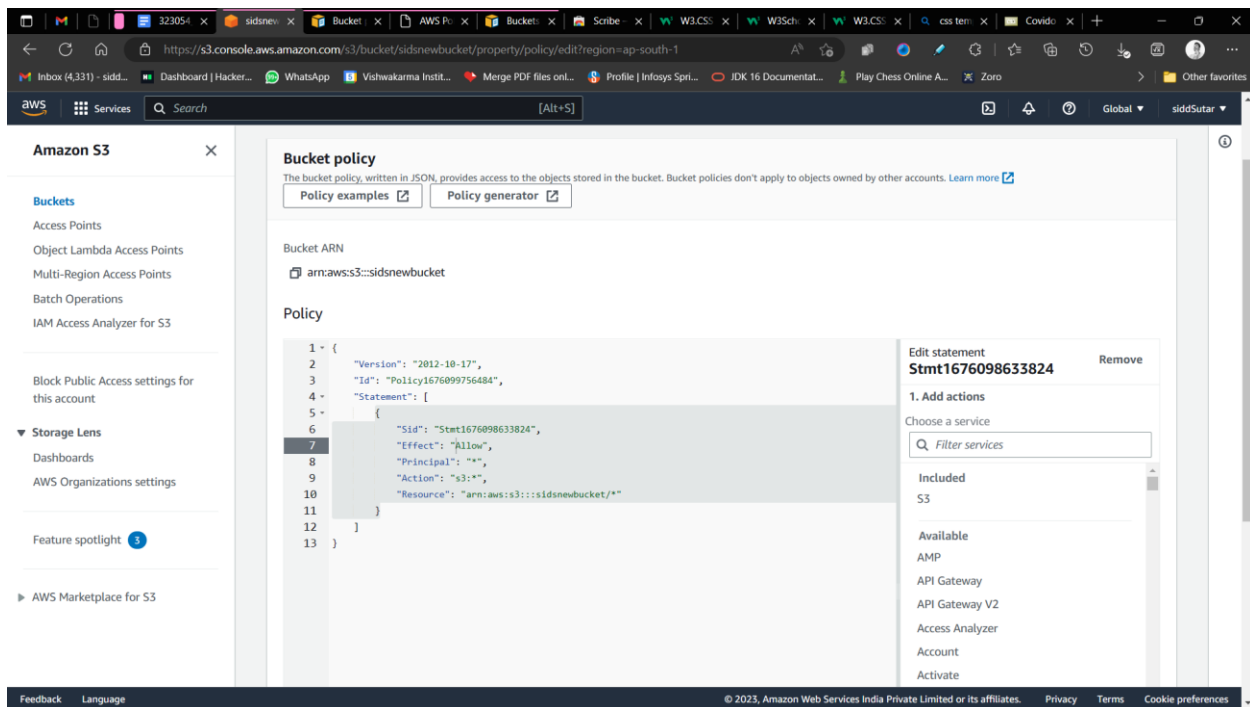 323054
sidsnew
Bucket
AWS Po
Buckets
Scribe -
W3.CSS
W3Scho
W3.CSS
css tem
Covido
https://s3.console.aws.amazon.com/s3/bucket/sidsnewbucket/property/policy/edit?region=ap-south-1
Inbox (4,331) - sidd...
Dashboard | Hacker...
WhatsApp
Vishwakarma Instit...
Merge PDF files onl...
Profile | Infosys Spri...
JDK 16 Documentat...
Play Chess Online A...
Zoro
Other favorites
aws
Services
Search
[Alt+S]
Global
siddSutar
Amazon S3
Buckets
Access Points
Object Lambda Access Points
Multi-Region Access Points
Batch Operations
IAM Access Analyzer for S3
Block Public Access settings for
this account
Storage Lens
Dashboards
AWS Organizations settings
Feature spotlight 3
AWS Marketplace for S3
Bucket policy
The bucket policy, written in JSON, provides access to the objects stored in the bucket. Bucket policies don't apply to objects owned by other accounts. Learn more
Policy examples
Policy generator
Bucket ARN
arn:aws:s3:::sidsnewbucket
Policy
1 {
2 "Version": "2012-10-17",
3 "Id": "Policy1676099756484",
4 "Statement": [
5 {
6 "Sid": "Stmt1676098633824",
7 "Effect": "Allow",
8 "Principal": "*",
9 "Action": "s3:*",
10 "Resource": "arn:aws:s3:::sidsnewbucket/*"
11 }
12 ]
13 }
Edit statement
Stmt1676098633824
Remove
1. Add actions
Choose a service
Filter services
Included
S3
Available
AMP
API Gateway
API Gateway V2
Access Analyzer
Account
Activate
Feedback
Language
© 2023, Amazon Web Services India Private Limited or its affiliates.
Privacy
Terms
Cookie preferences